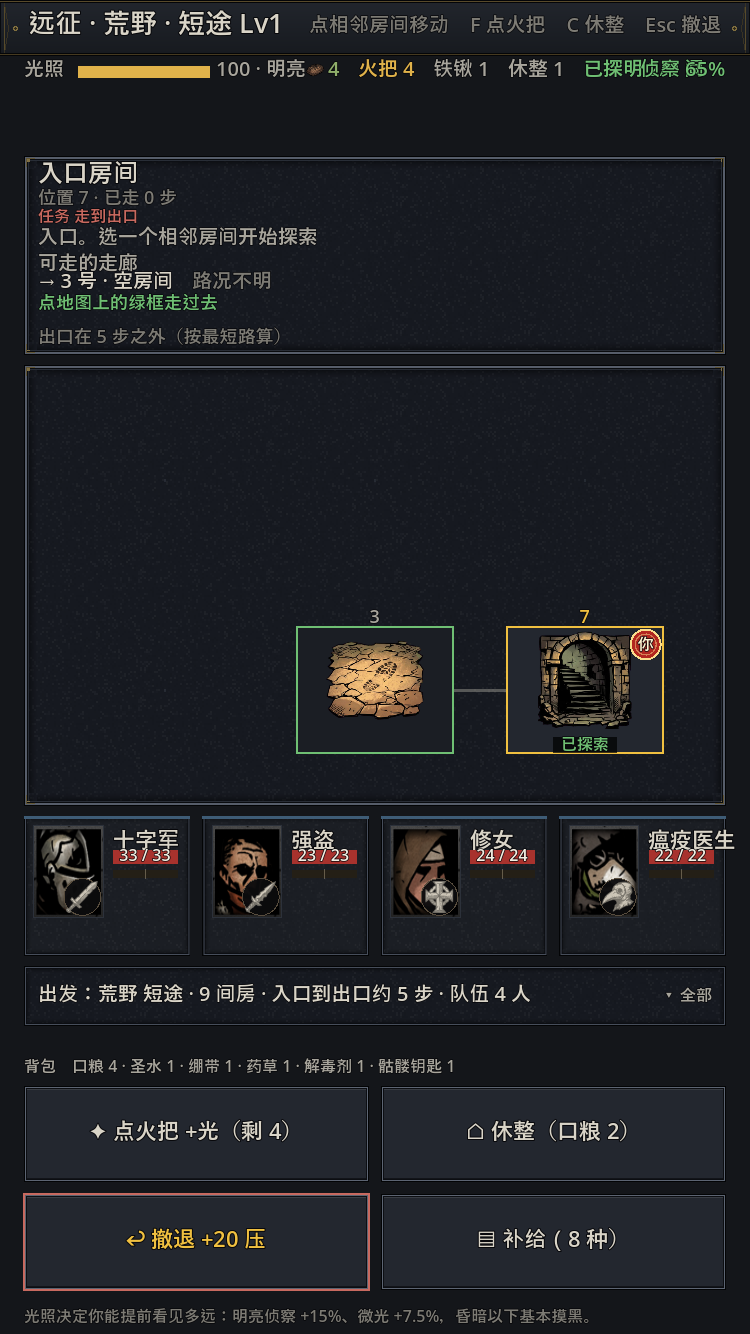 远征 · 荒野 · 短途 Lv1 点相邻房间移动 F 点火把 C 休整 Esc 撤退
光照 100 · 明亮 4 火把 4 铁锹 1 休整 1 已探明 侦察 65%
入口房间
位置 7 · 已走 0 步
任务 走到出口
入口。选一个相邻房间开始探索
可走的走廊
→ 3 号 · 空房间 路况不明
点地图上的绿框走过去
出口在 5 步之外（按最短路算）
3 7
你
已探索
十字军 强盗 修女 瘟疫医生
33 / 33 23 / 23 24 / 24 22 / 22
出发：荒野 短途 · 9 间房 · 入口到出口约 5 步 · 队伍 4 人 ▾ 全部
背包 口粮 4 · 圣水 1 · 绷带 1 · 药草 1 · 解毒剂 1 · 骷髅钥匙 1
✦ 点火把 +光（剩 4） ⌂ 休整（口粮 2）
↩ 撤退 +20 压 ▤ 补给 ( 8 种）
光照决定你能提前看见多远：明亮侦察 +15%、微光 +7.5%，昏暗以下基本摸黑。